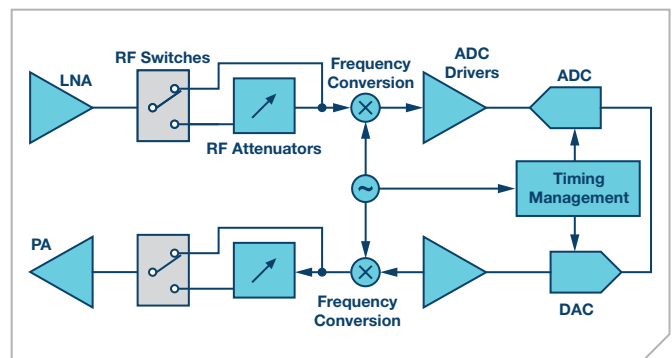 LNA
RF Switches
RF Attenuators
Frequency
Conversion
ADC
Drivers
ADC
Timing
Management
PA
Frequency
Conversion
DAC